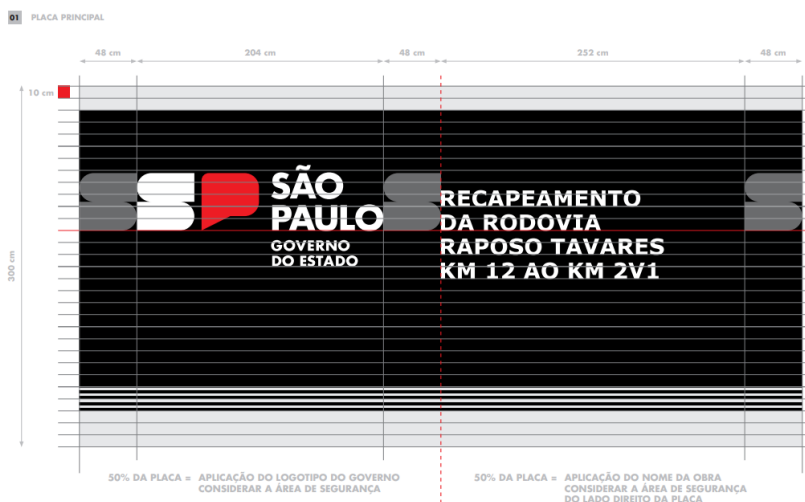 01 PLACA PRINCIPAL
48 cm 204 cm 48 cm 252 cm 48 cm
10 cm
300 cm
SÃO
PAULO
GOVERNO
DO ESTADO
RECAPEAMENTO
DA RODOVIA
RAPOSO TAVARES
KM 12 AO KM 2V1
50% DA PLACA = APLICAÇÃO DO LOGOTIPO DO GOVERNO
CONSIDERAR A ÁREA DE SEGURANÇA
50% DA PLACA = APLICAÇÃO DO NOME DA OBRA
CONSIDERAR A ÁREA DE SEGURANÇA
DO LADO DIREITO DA PLACA